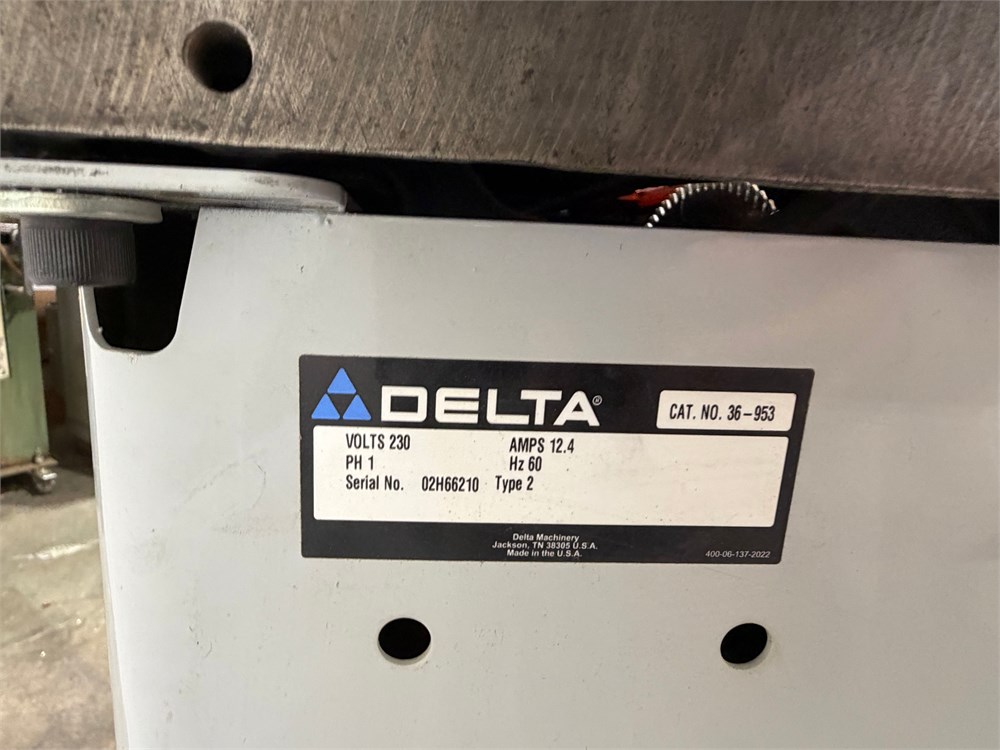 DELTA®
CAT. NO. 36-953
VOLTS 230 AMPS 12.4
PH 1 Hz 60
Serial No. 02H66210 Type 2
Delta Machinery
Jackson, TN 38305 U.S.A.
Made in the U.S.A.
400-06-137-2022